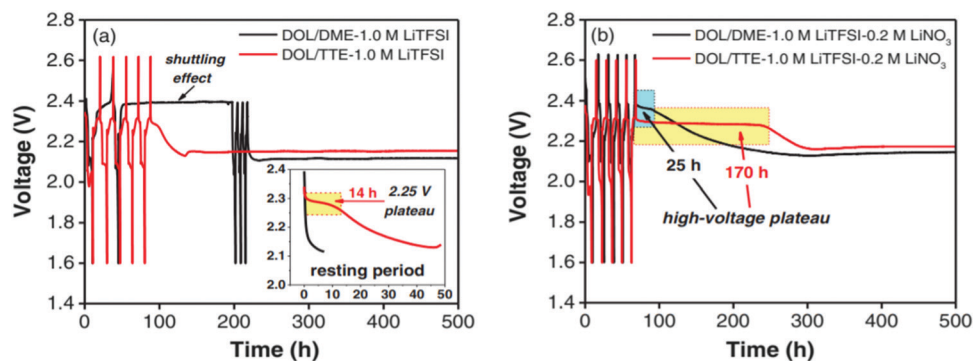 (a)
DOL/DME-1.0 M LiTFSI
DOL/TTE-1.0 M LiTFSI
shuttling
effect
Voltage (V)
2.8
2.6
2.4
2.2
2.0
1.8
1.6
1.4
0 100 200 300 400 500
Time (h)
2.4
2.3
2.2
2.1
2.0
14 h
2.25 V
plateau
resting period
0 10 20 30 40 50
(b)
DOL/DME-1.0 M LiTFSI-0.2 M LiNO₃
DOL/TTE-1.0 M LiTFSI-0.2 M LiNO₃
Voltage (V)
2.8
2.6
2.4
2.2
2.0
1.8
1.6
1.4
25 h
170 h
high-voltage plateau
0 100 200 300 400 500
Time (h)